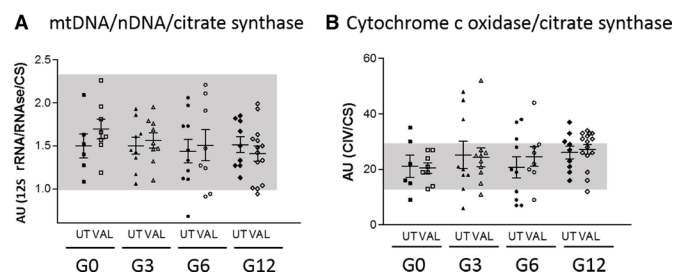 A mtDNA/nDNA/citrate synthase
AU (12S rRNA/RNAse/CS)
2.5
2.0
1.5
1.0
UT VAL UT VAL UT VAL UT VAL
G0 G3 G6 G12
B Cytochrome c oxidase/citrate synthase
AU (CIV/CS)
60
40
20
0
UT VAL UT VAL UT VAL UT VAL
G0 G3 G6 G12